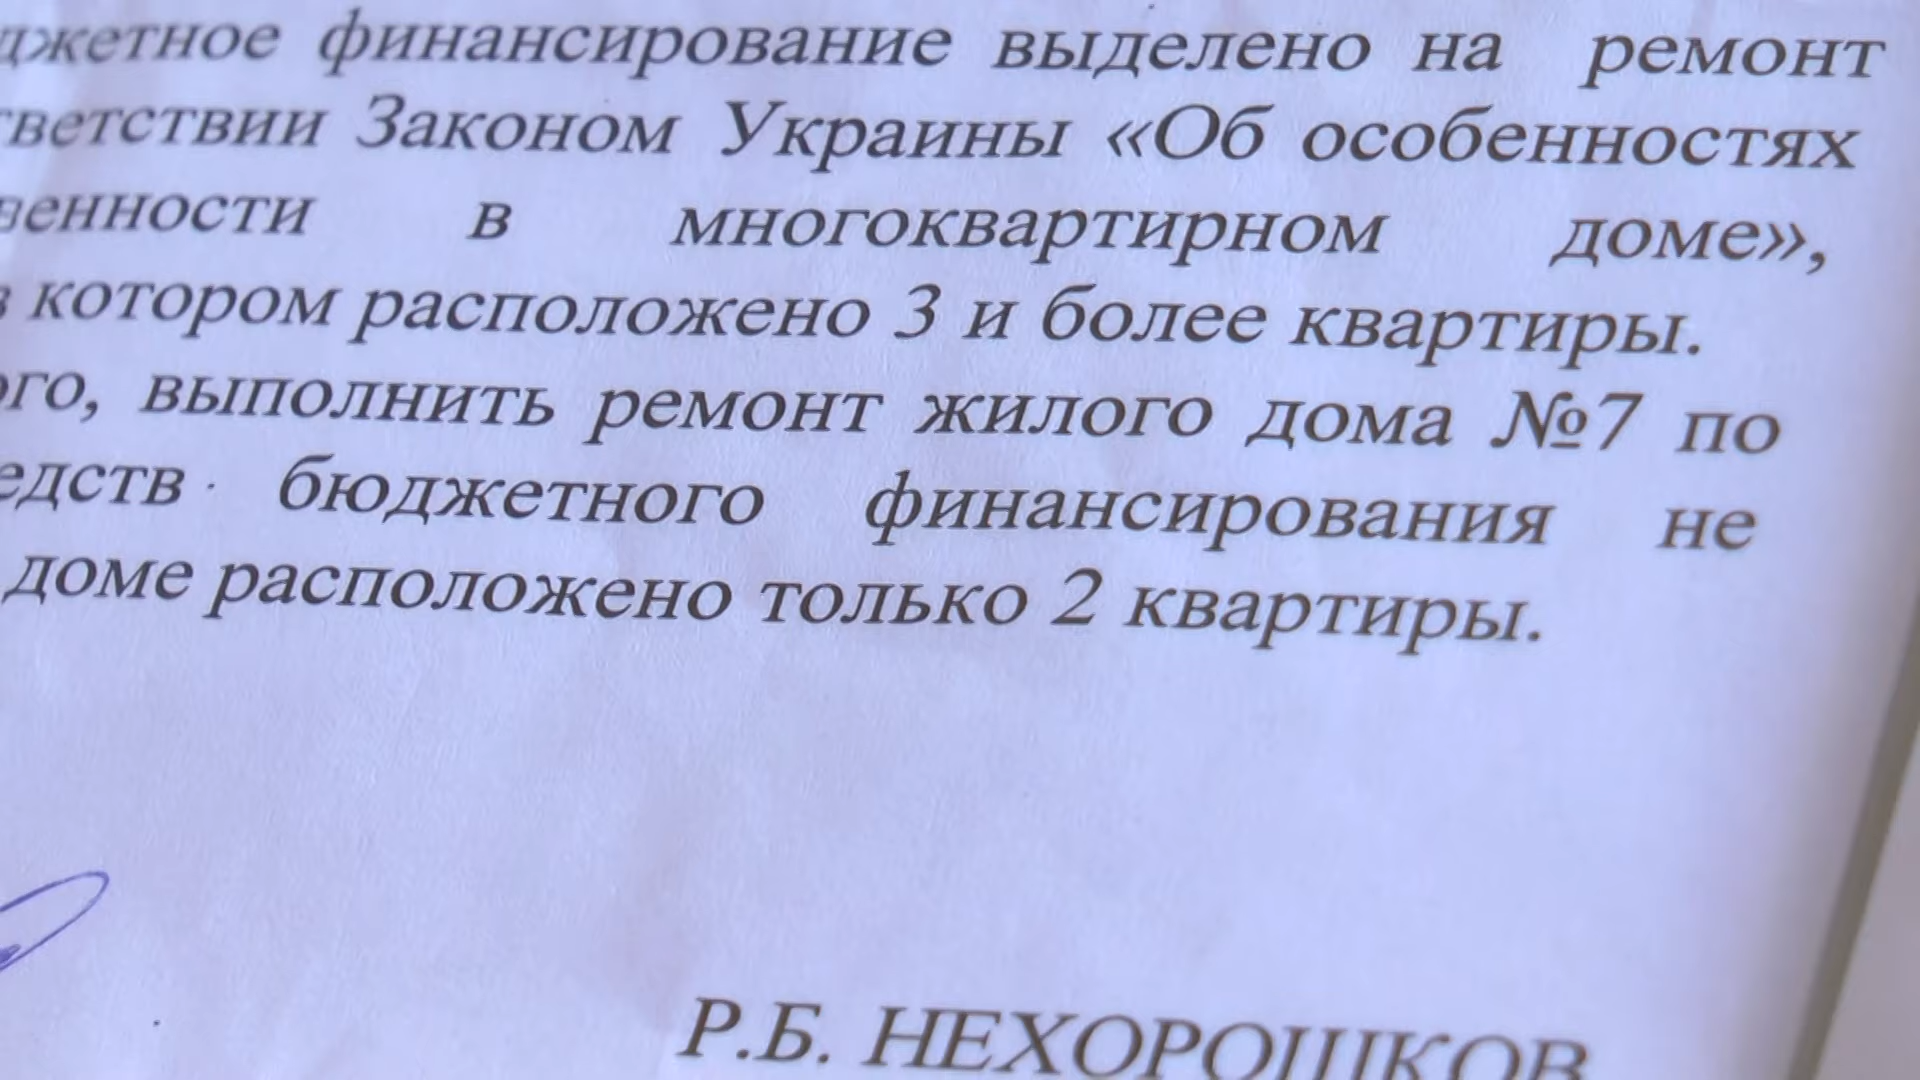 джетное финансирование выделено на ремонт
тветствии Законом Украины «Об особенностях
венности в многоквартирном доме»,
в котором расположено 3 и более квартиры.
ого, выполнить ремонт жилого дома №7 по
едств бюджетного финансирования не
доме расположено только 2 квартиры.
Р.Б. НЕХОРОШКОВ